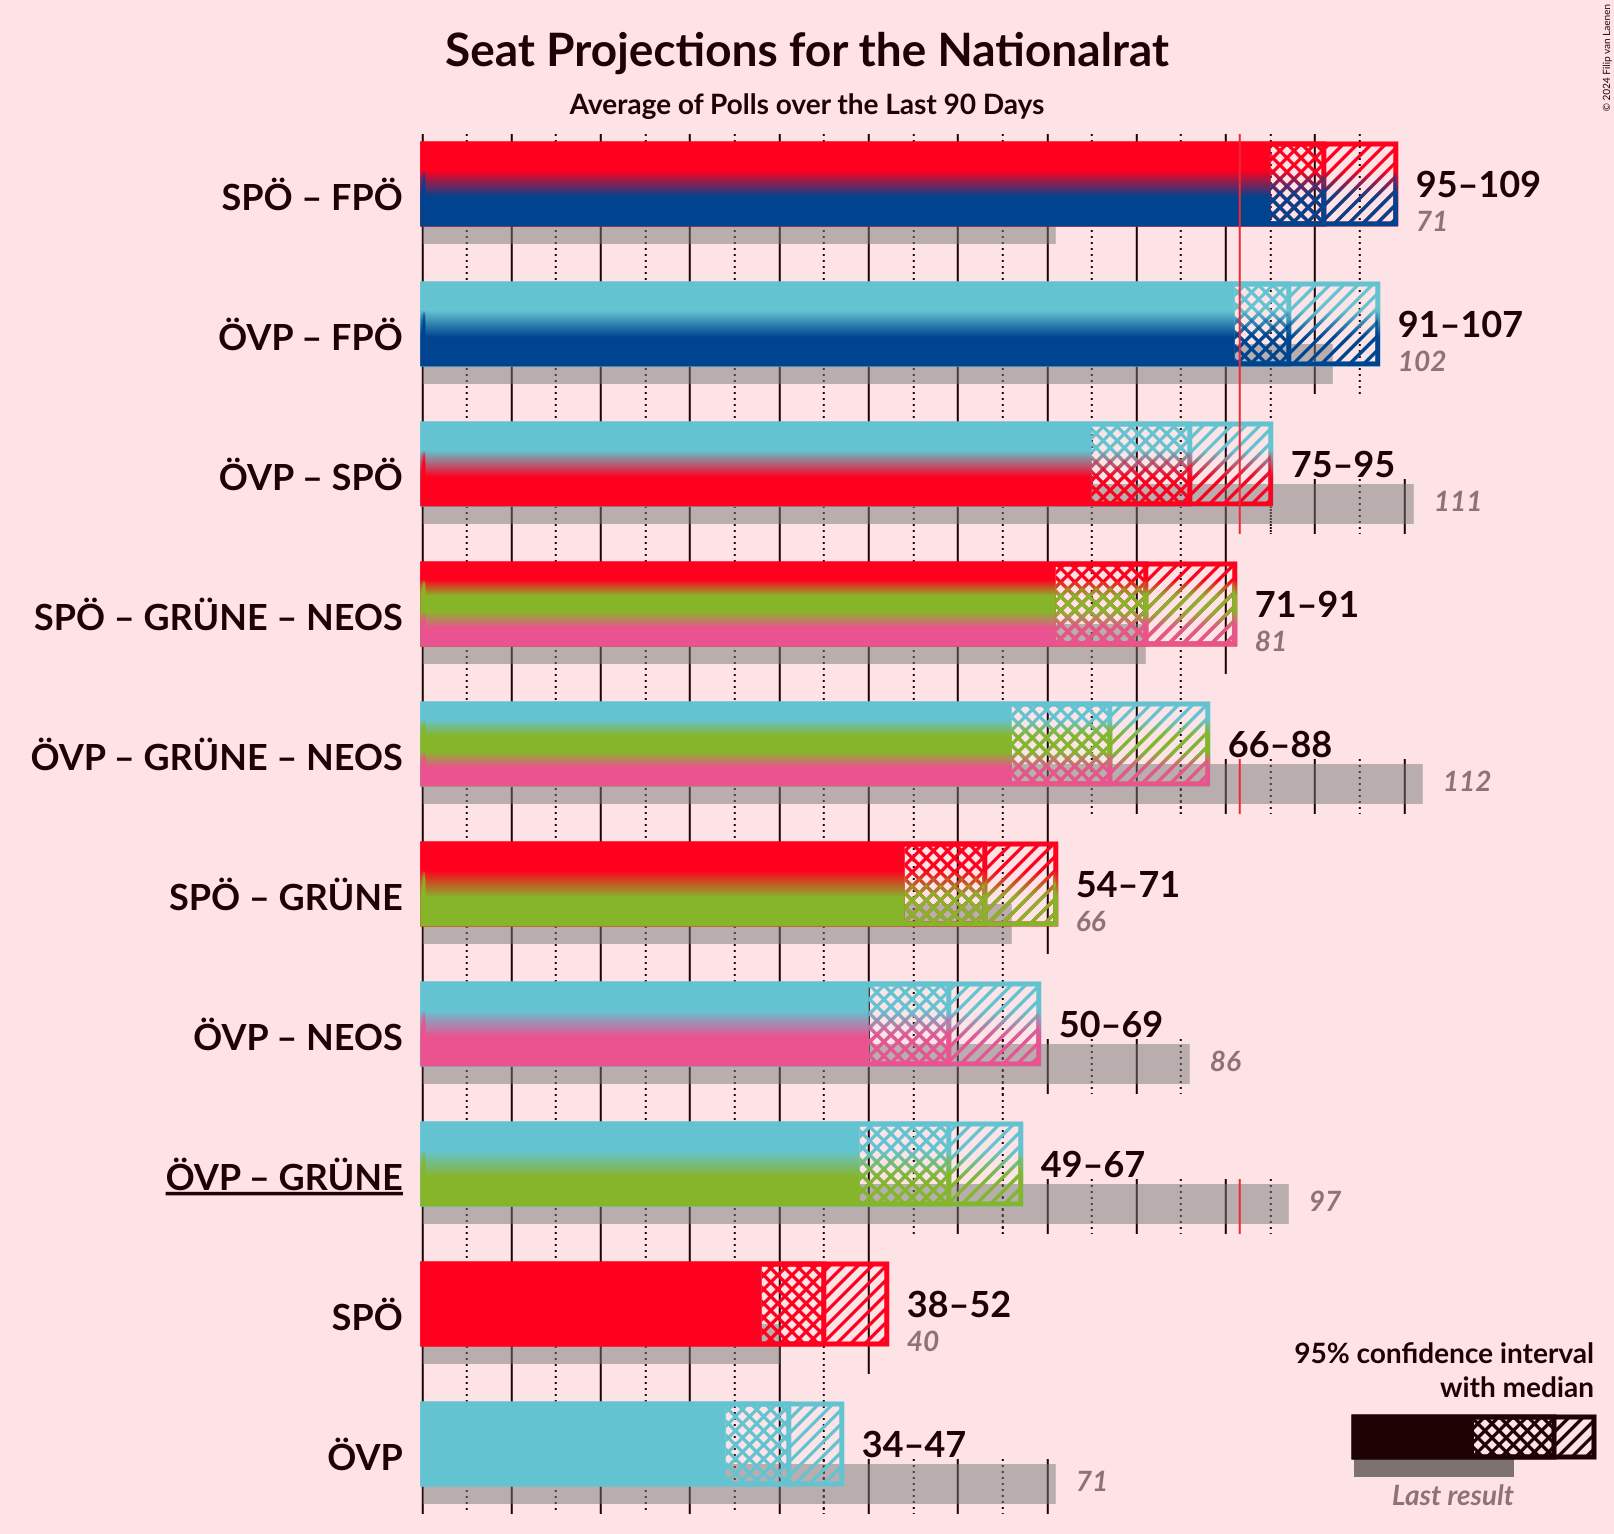 Seat Projections for the Nationalrat
Average of Polls over the Last 90 Days
© 2024 Filip van Laenen
SPÖ – FPÖ
95–109
71
ÖVP – FPÖ
91–107
102
ÖVP – SPÖ
75–95
111
SPÖ – GRÜNE – NEOS
71–91
81
ÖVP – GRÜNE – NEOS
66–88
112
SPÖ – GRÜNE
54–71
66
ÖVP – NEOS
50–69
86
ÖVP – GRÜNE
49–67
97
SPÖ
38–52
40
ÖVP
34–47
71
95% confidence interval
with median
Last result